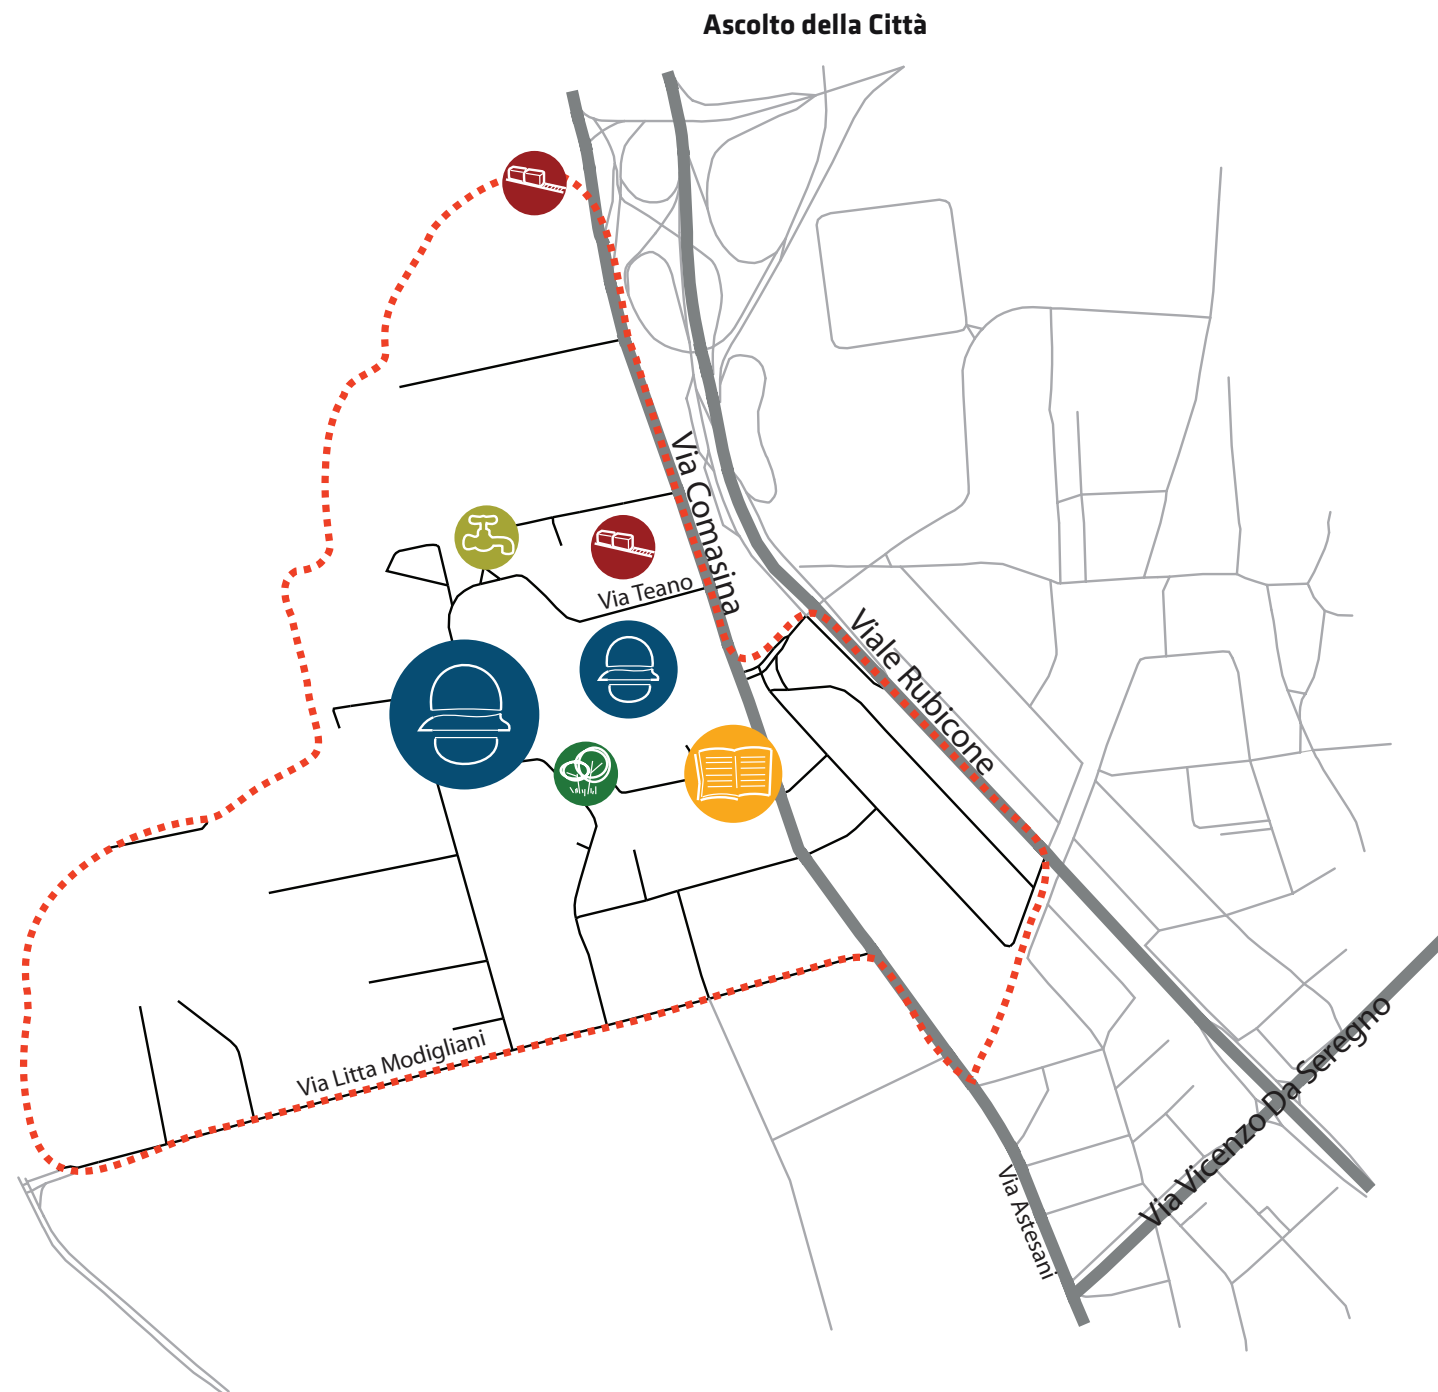 Ascolto della Città
Via Comasina
Via Teano
Viale Rubicone
Via Litta Modigliani
Via Vicenzo Da Seregno
Via Astesani